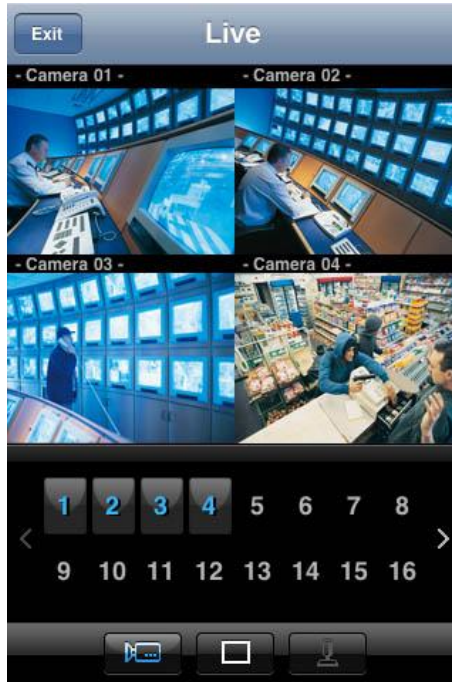 Exit Live
- Camera 01 - - Camera 02 -
- Camera 03 - - Camera 04 -
1 2 3 4 5 6 7 8
9 10 11 12 13 14 15 16